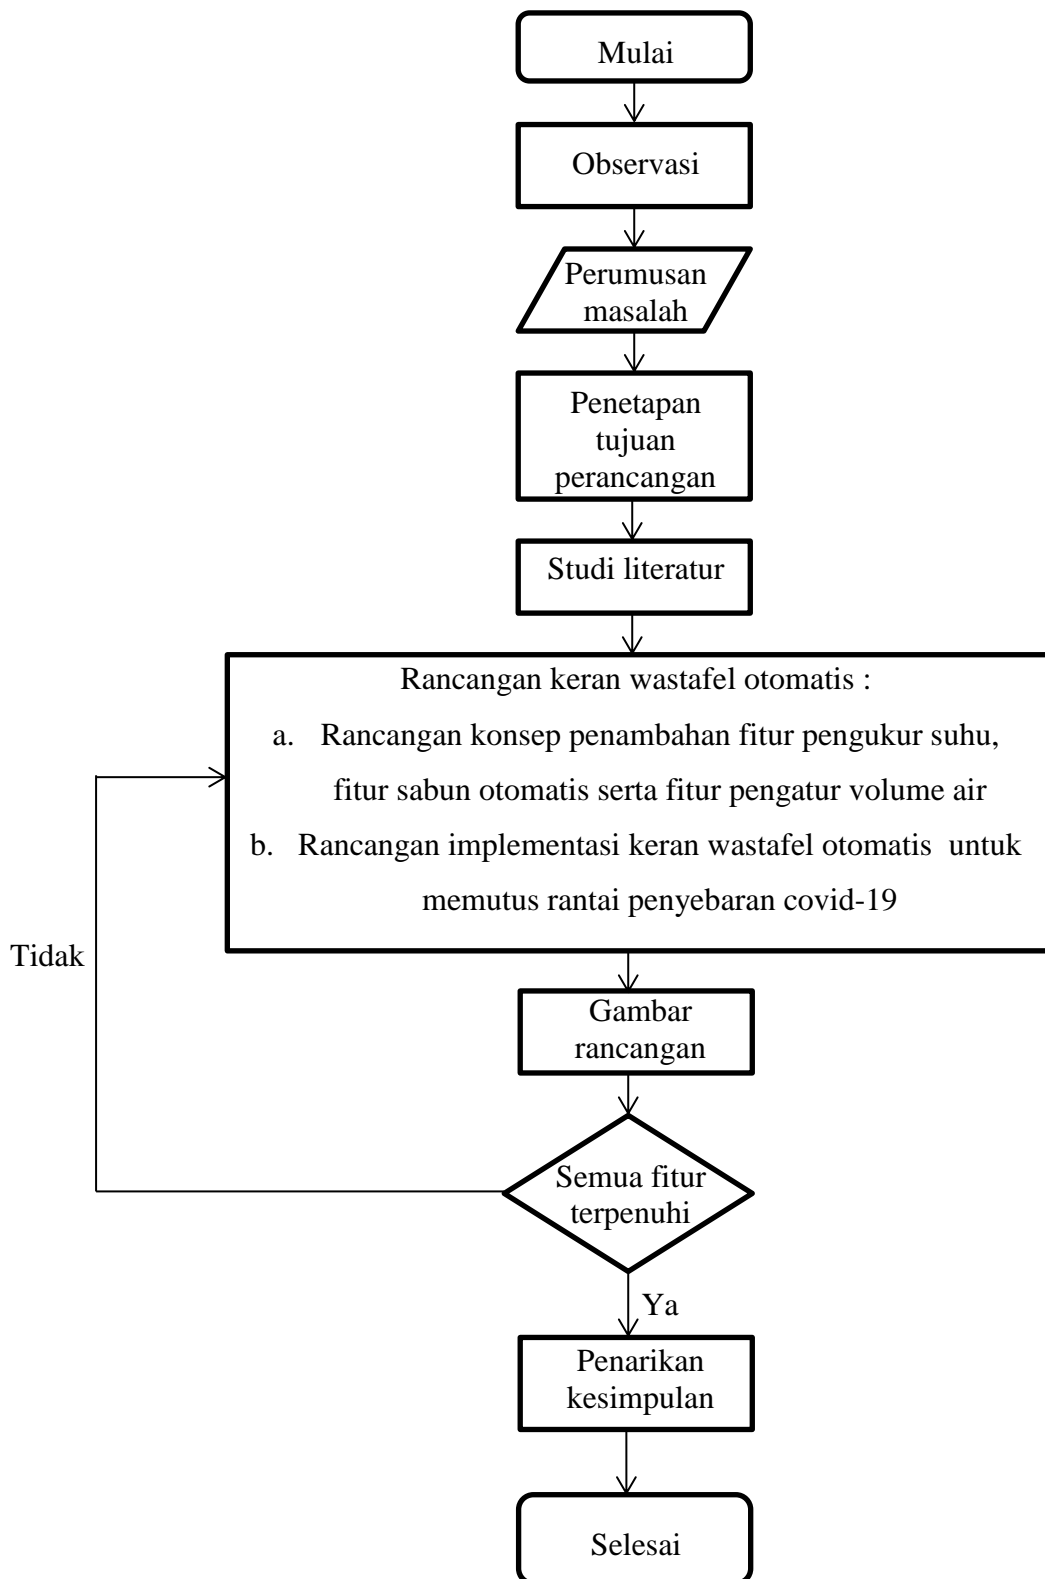 Mulai
Observasi
Perumusan
masalah
Penetapan
tujuan
perancangan
Studi literatur
Rancangan keran wastafel otomatis :
a. Rancangan konsep penambahan fitur pengukur suhu,
fitur sabun otomatis serta fitur pengatur volume air
b. Rancangan implementasi keran wastafel otomatis untuk
memutus rantai penyebaran covid-19
Tidak
Gambar
rancangan
Semua fitur
terpenuhi
Ya
Penarikan
kesimpulan
Selesai